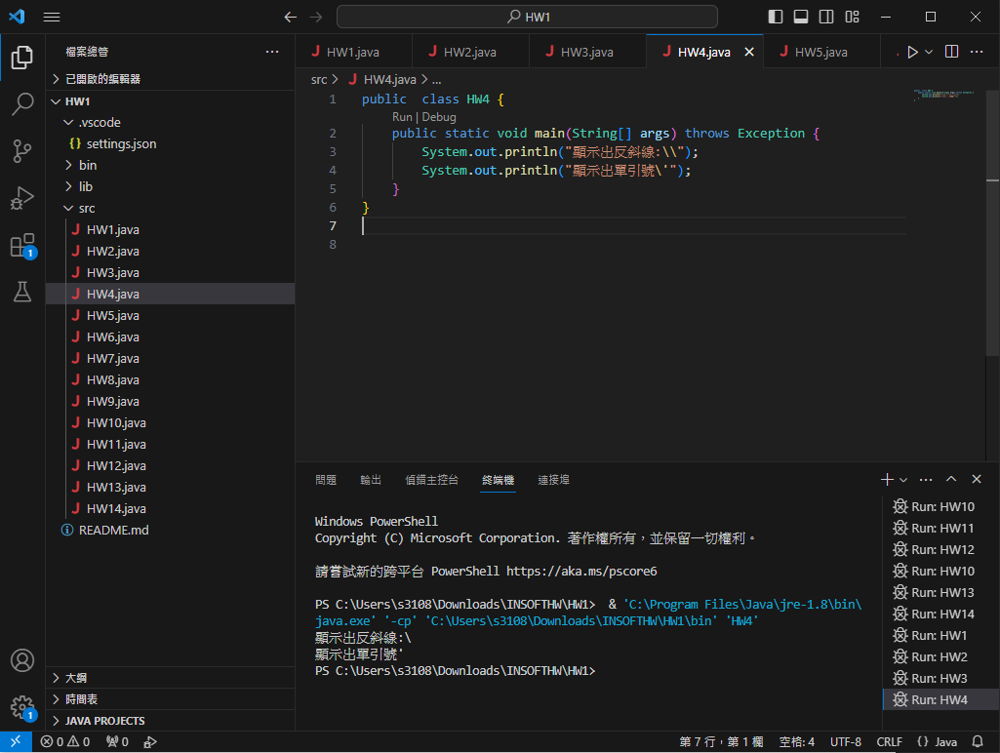 HW1
檔案總管
已開啟的編輯器
HW1
.vscode
{} settings.json
bin
lib
src
HW1.java
HW2.java
HW3.java
HW4.java
HW5.java
HW6.java
HW7.java
HW8.java
HW9.java
HW10.java
HW11.java
HW12.java
HW13.java
HW14.java
README.md
大綱
時間表
JAVA PROJECTS
1
1
HW1.java HW2.java HW3.java HW4.java HW5.java
src > HW4.java > ...
1 public  class HW4 {
Run | Debug
2     public static void main(String[] args) throws Exception {
3         System.out.println("顯示出反斜線:\\");
4         System.out.println("顯示出單引號\'");
5     }
6 }
7
8
問題 輸出 偵錯主控台 終端機 連接埠
Windows PowerShell
Copyright (C) Microsoft Corporation. 著作權所有，並保留一切權利。
請嘗試新的跨平台 PowerShell https://aka.ms/pscore6
PS C:\Users\s3108\Downloads\INSOFTHW\HW1>  & 'C:\Program Files\Java\jre-1.8\bin\
java.exe' '-cp' 'C:\Users\s3108\Downloads\INSOFTHW\HW1\bin' 'HW4'
顯示出反斜線:\
顯示出單引號'
PS C:\Users\s3108\Downloads\INSOFTHW\HW1>
Run: HW10
Run: HW11
Run: HW12
Run: HW10
Run: HW13
Run: HW14
Run: HW1
Run: HW2
Run: HW3
Run: HW4
0 0 0 第 7 行，第 1 欄 空格: 4 UTF-8 CRLF {} Java